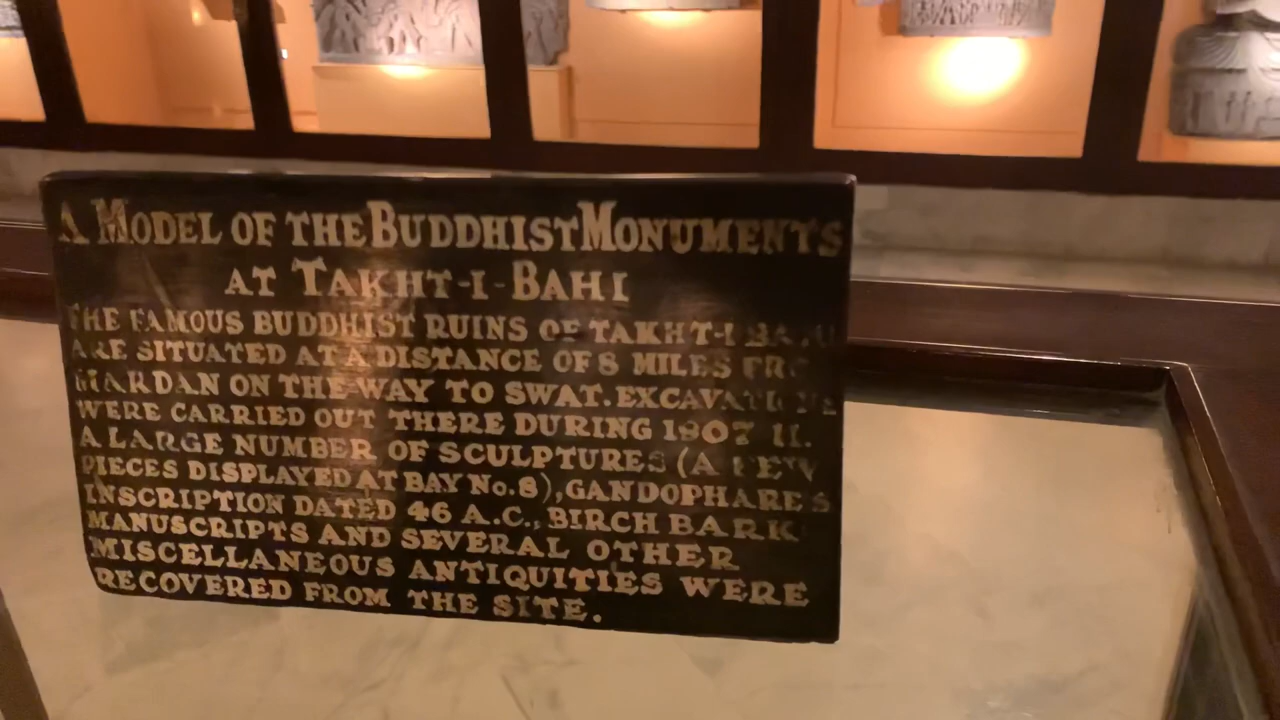 A MODEL OF THE BUDDHIST MONUMENTS
AT TAKHT-I-BAHI
THE FAMOUS BUDDHIST RUINS OF TAKHT-I
ARE SITUATED AT A DISTANCE OF 8 MILES
MARDAN ON THE WAY TO SWAT. EXCAVATIONS
WERE CARRIED OUT THERE DURING 1907 11.
A LARGE NUMBER OF SCULPTURES (A FEW
PIECES DISPLAYED AT BAY No. 8), GANDOPHARES
INSCRIPTION DATED 46 A.C., BIRCH BARK
MANUSCRIPTS AND SEVERAL OTHER
MISCELLANEOUS ANTIQUITIES WERE
RECOVERED FROM THE SITE.